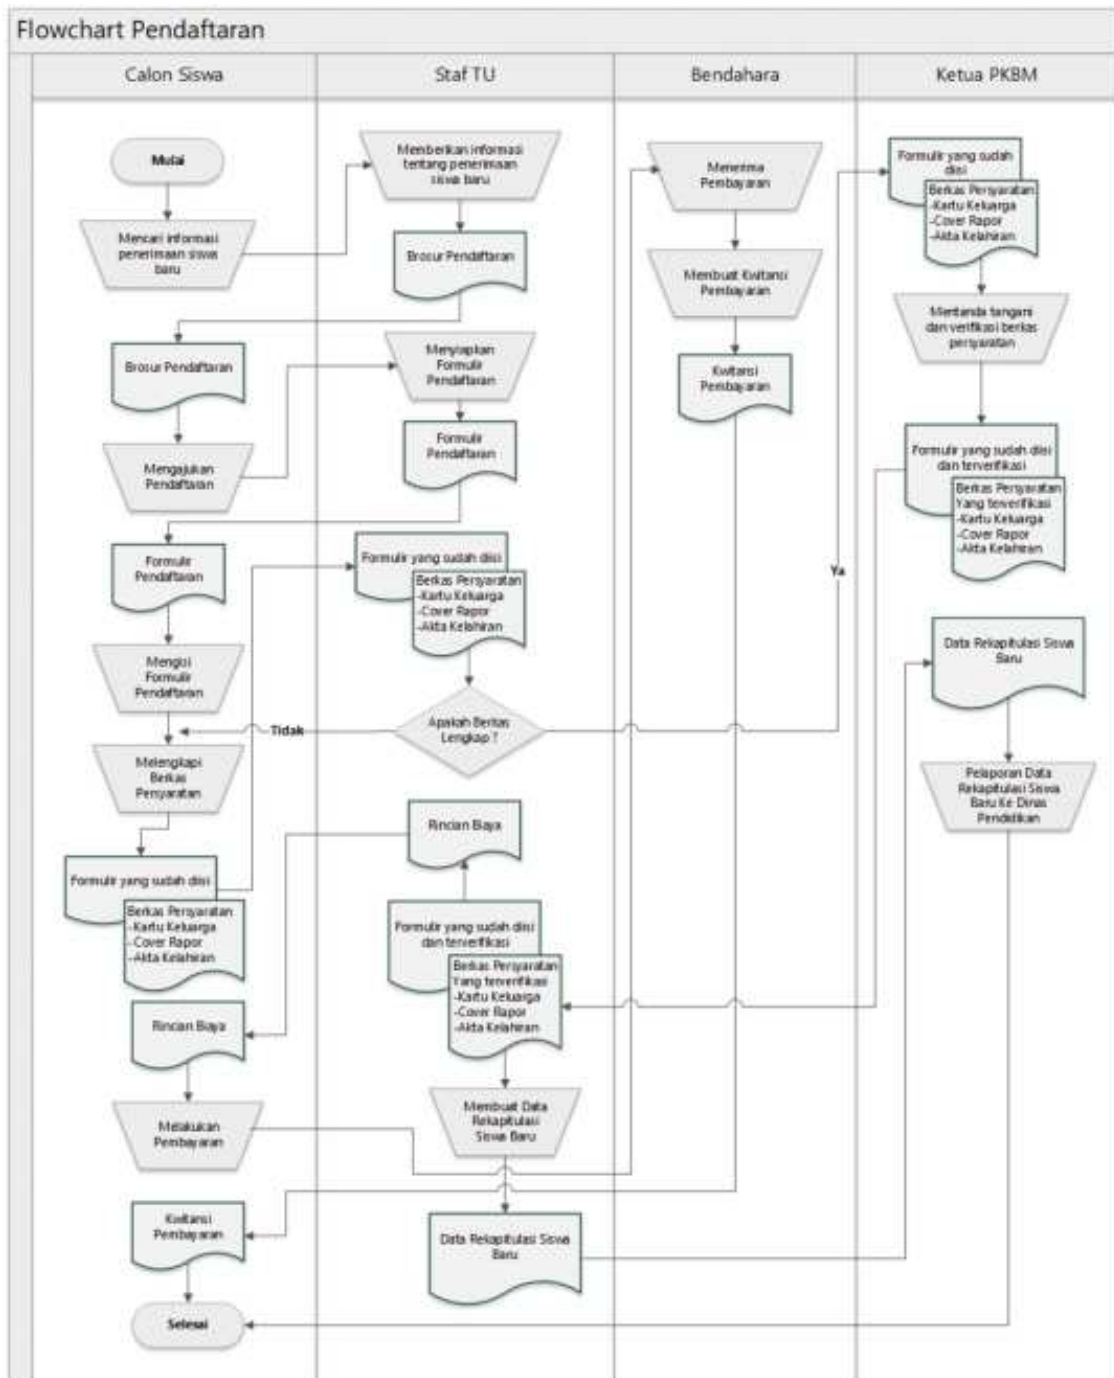 Flowchart Pendaftaran
Calon Siswa
Staf TU
Bendahara
Ketua PKBM
Mulai
Mencari informasi
penerimaan siswa
baru
Memberikan informasi
tentang penerimaan
siswa baru
Brosur Pendaftaran
Brosur Pendaftaran
Mengajukan
Pendaftaran
Menyiapkan
Formulir
Pendaftaran
Formulir
Pendaftaran
Formulir
Pendaftaran
Mengisi
Formulir
Pendaftaran
Melengkapi
Berkas
Persyaratan
Formulir yang sudah diisi
Berkas Persyaratan
-Kartu Keluarga
-Cover Rapor
-Akta Kelahiran
Formulir yang sudah diisi
Berkas Persyaratan
-Kartu Keluarga
-Cover Rapor
-Akta Kelahiran
Apakah Berkas
Lengkap ?
Tidak
Ya
Formulir yang sudah
diisi
Berkas Persyaratan
-Kartu Keluarga
-Cover Rapor
-Akta Kelahiran
Mentanda tangani
dan verifikasi berkas
persyaratan
Formulir yang sudah diisi
dan terverifikasi
Berkas Persyaratan
Yang terverifikasi
-Kartu Keluarga
-Cover Rapor
-Akta Kelahiran
Formulir yang sudah diisi
dan terverifikasi
Berkas Persyaratan
Yang terverifikasi
-Kartu Keluarga
-Cover Rapor
-Akta Kelahiran
Rincian Biaya
Rincian Biaya
Melakukan
Pembayaran
Menerima
Pembayaran
Membuat Kwitansi
Pembayaran
Kwitansi
Pembayaran
Kwitansi
Pembayaran
Membuat Data
Rekapitulasi
Siswa Baru
Data Rekapitulasi Siswa
Baru
Data Rekapitulasi Siswa
Baru
Pelaporan Data
Rekapitulasi Siswa
Baru Ke Dinas
Pendidikan
Selesai